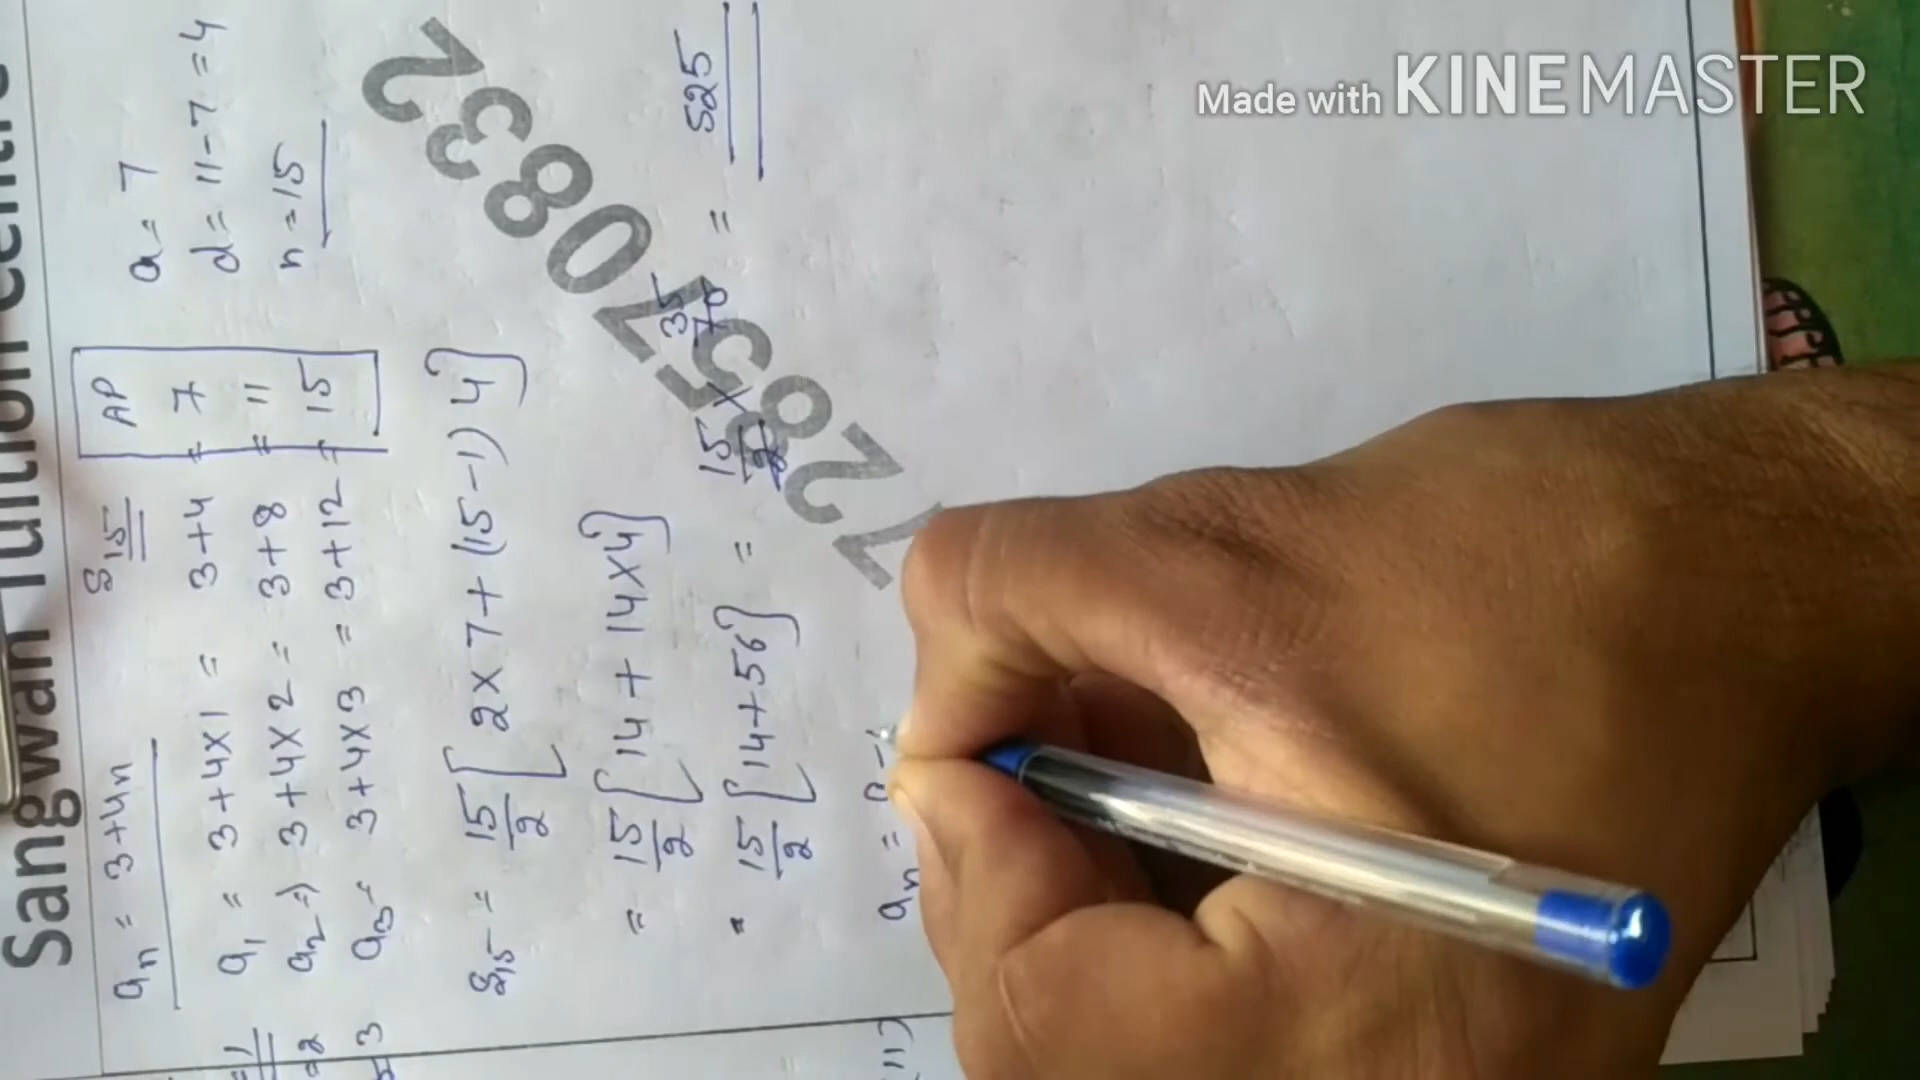 Made with KINEMASTER
Sangwan Tuition Centre
aₙ = 3+4n S₁₅ AP
a₁ = 3+4×1 = 3+4 = 7
a₂ ⇒ 3+4×2 = 3+8 = 11
a₃ = 3+4×3 = 3+12 = 15
a = 7
d = 11-7 = 4
n = 15
S₁₅ = 15/2 [2×7+(15-1)4]
= 15/2 [14+14×4]
= 15/2 [14+56] = 15/2 × 70 35 = 525
aₙ =
(11)